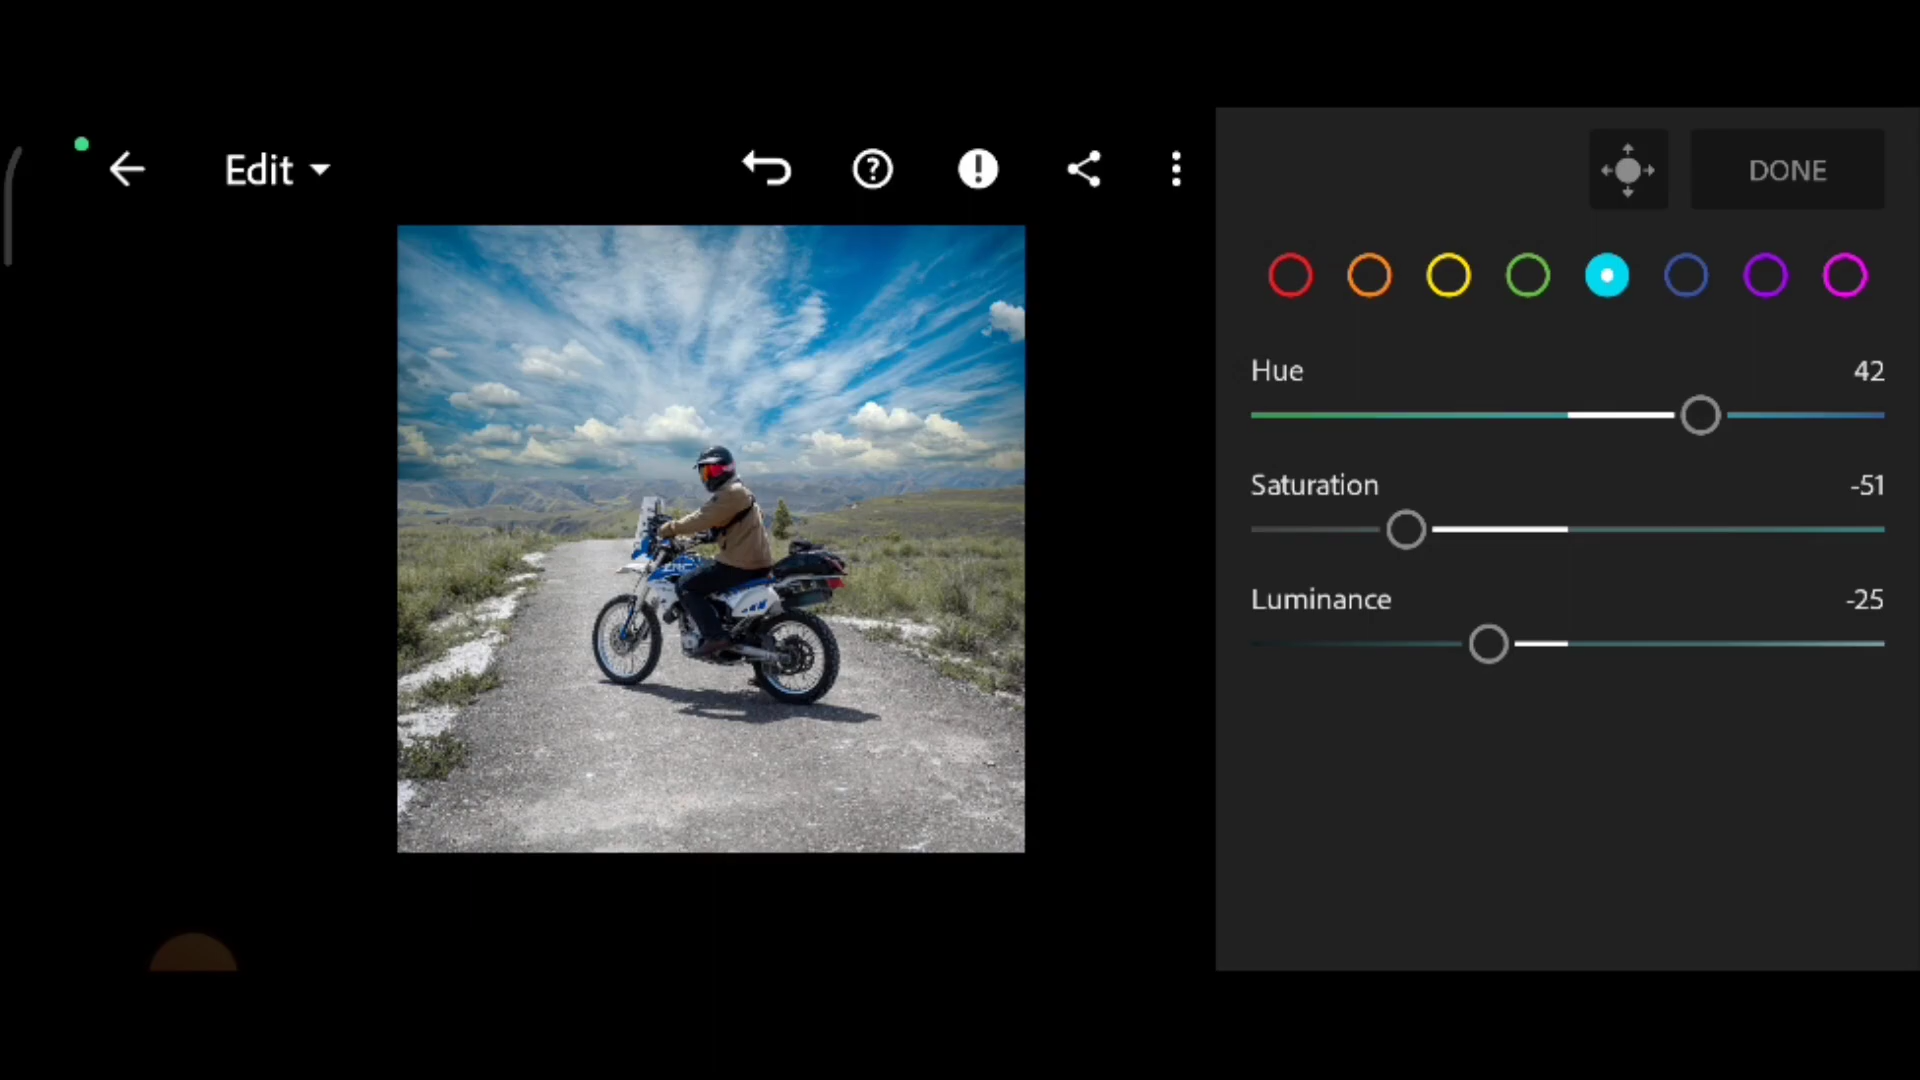 Edit
DONE
Hue 42
Saturation -51
Luminance -25